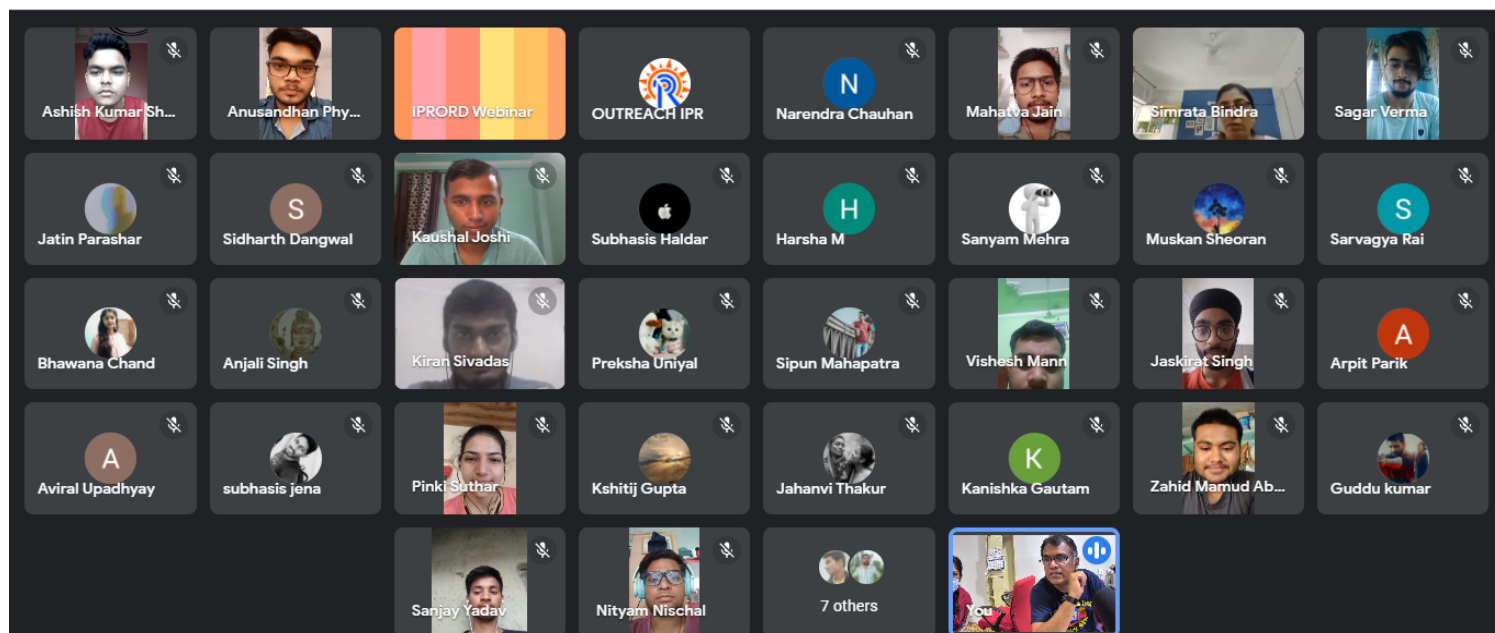 Ashish Kumar Sh...
Anusandhan Phy...
IPRORD Webinar
OUTREACH IPR
N
Narendra Chauhan
Mahatva Jain
Simrata Bindra
Sagar Verma
Jatin Parashar
S
Sidharth Dangwal
Kaushal Joshi
Subhasis Haldar
H
Harsha M
Sanyam Mehra
Muskan Sheoran
S
Sarvagya Rai
Bhawana Chand
Anjali Singh
Kiran Sivadas
Preksha Uniyal
Sipun Mahapatra
Vishesh Mann
Jaskirat Singh
A
Arpit Parik
A
Aviral Upadhyay
subhasis jena
Pinki Suthar
Kshitij Gupta
Jahanvi Thakur
K
Kanishka Gautam
Zahid Mamud Ab...
Guddu kumar
Sanjay Yadav
Nityam Nischal
7 others
You